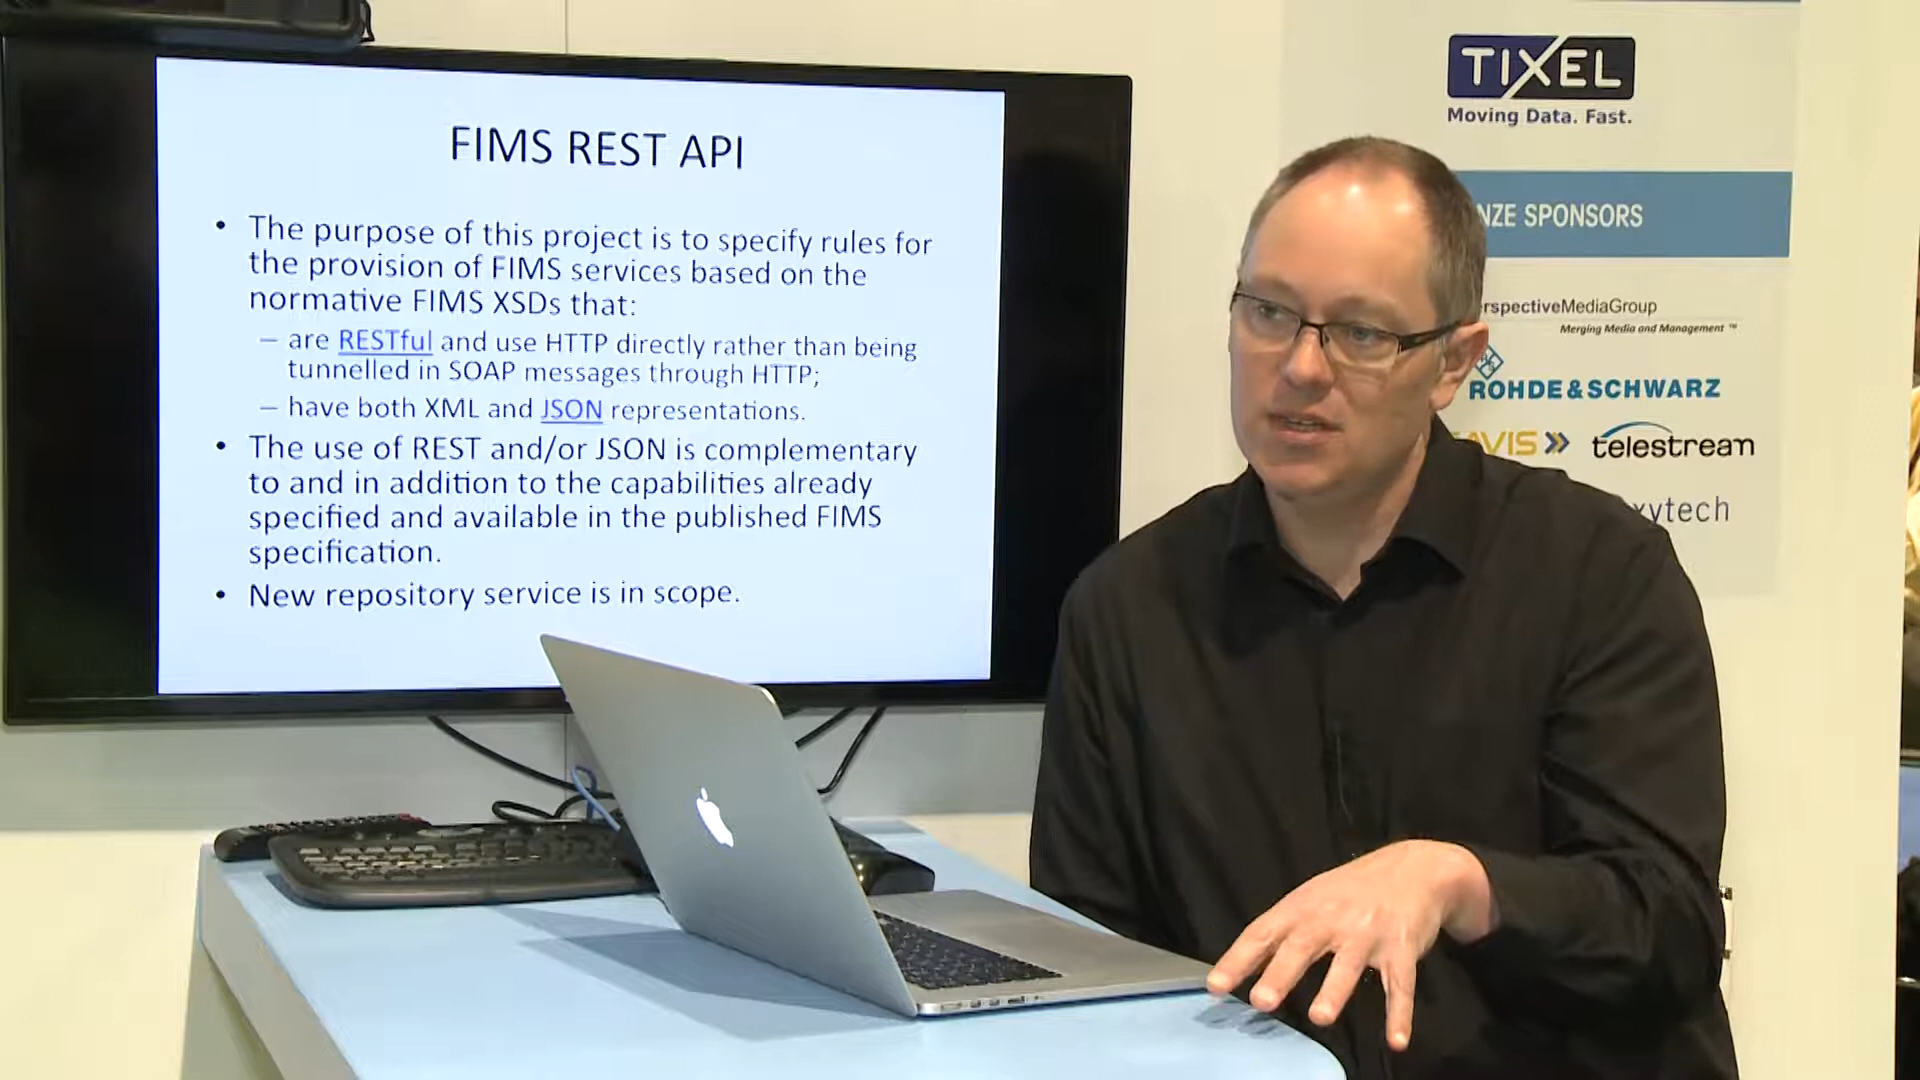 FIMS REST API
• The purpose of this project is to specify rules for
the provision of FIMS services based on the
normative FIMS XSDs that:
– are RESTful and use HTTP directly rather than being
tunnelled in SOAP messages through HTTP;
– have both XML and JSON representations.
• The use of REST and/or JSON is complementary
to and in addition to the capabilities already
specified and available in the published FIMS
specification.
• New repository service is in scope.
TIXEL
Moving Data. Fast.
NZE SPONSORS
rspectiveMediaGroup
Merging Media and Management ™
ROHDE & SCHWARZ
AVIS
telestream
xytech